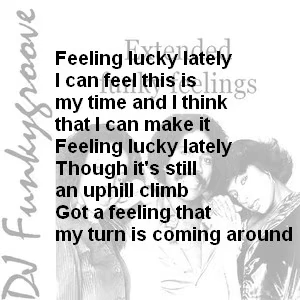 DJ Funkygroove
Extended
funky feelings
Feeling lucky lately
I can feel this is
my time and I think
that I can make it
Feeling lucky lately
Though it's still
an uphill climb
Got a feeling that
my turn is coming around